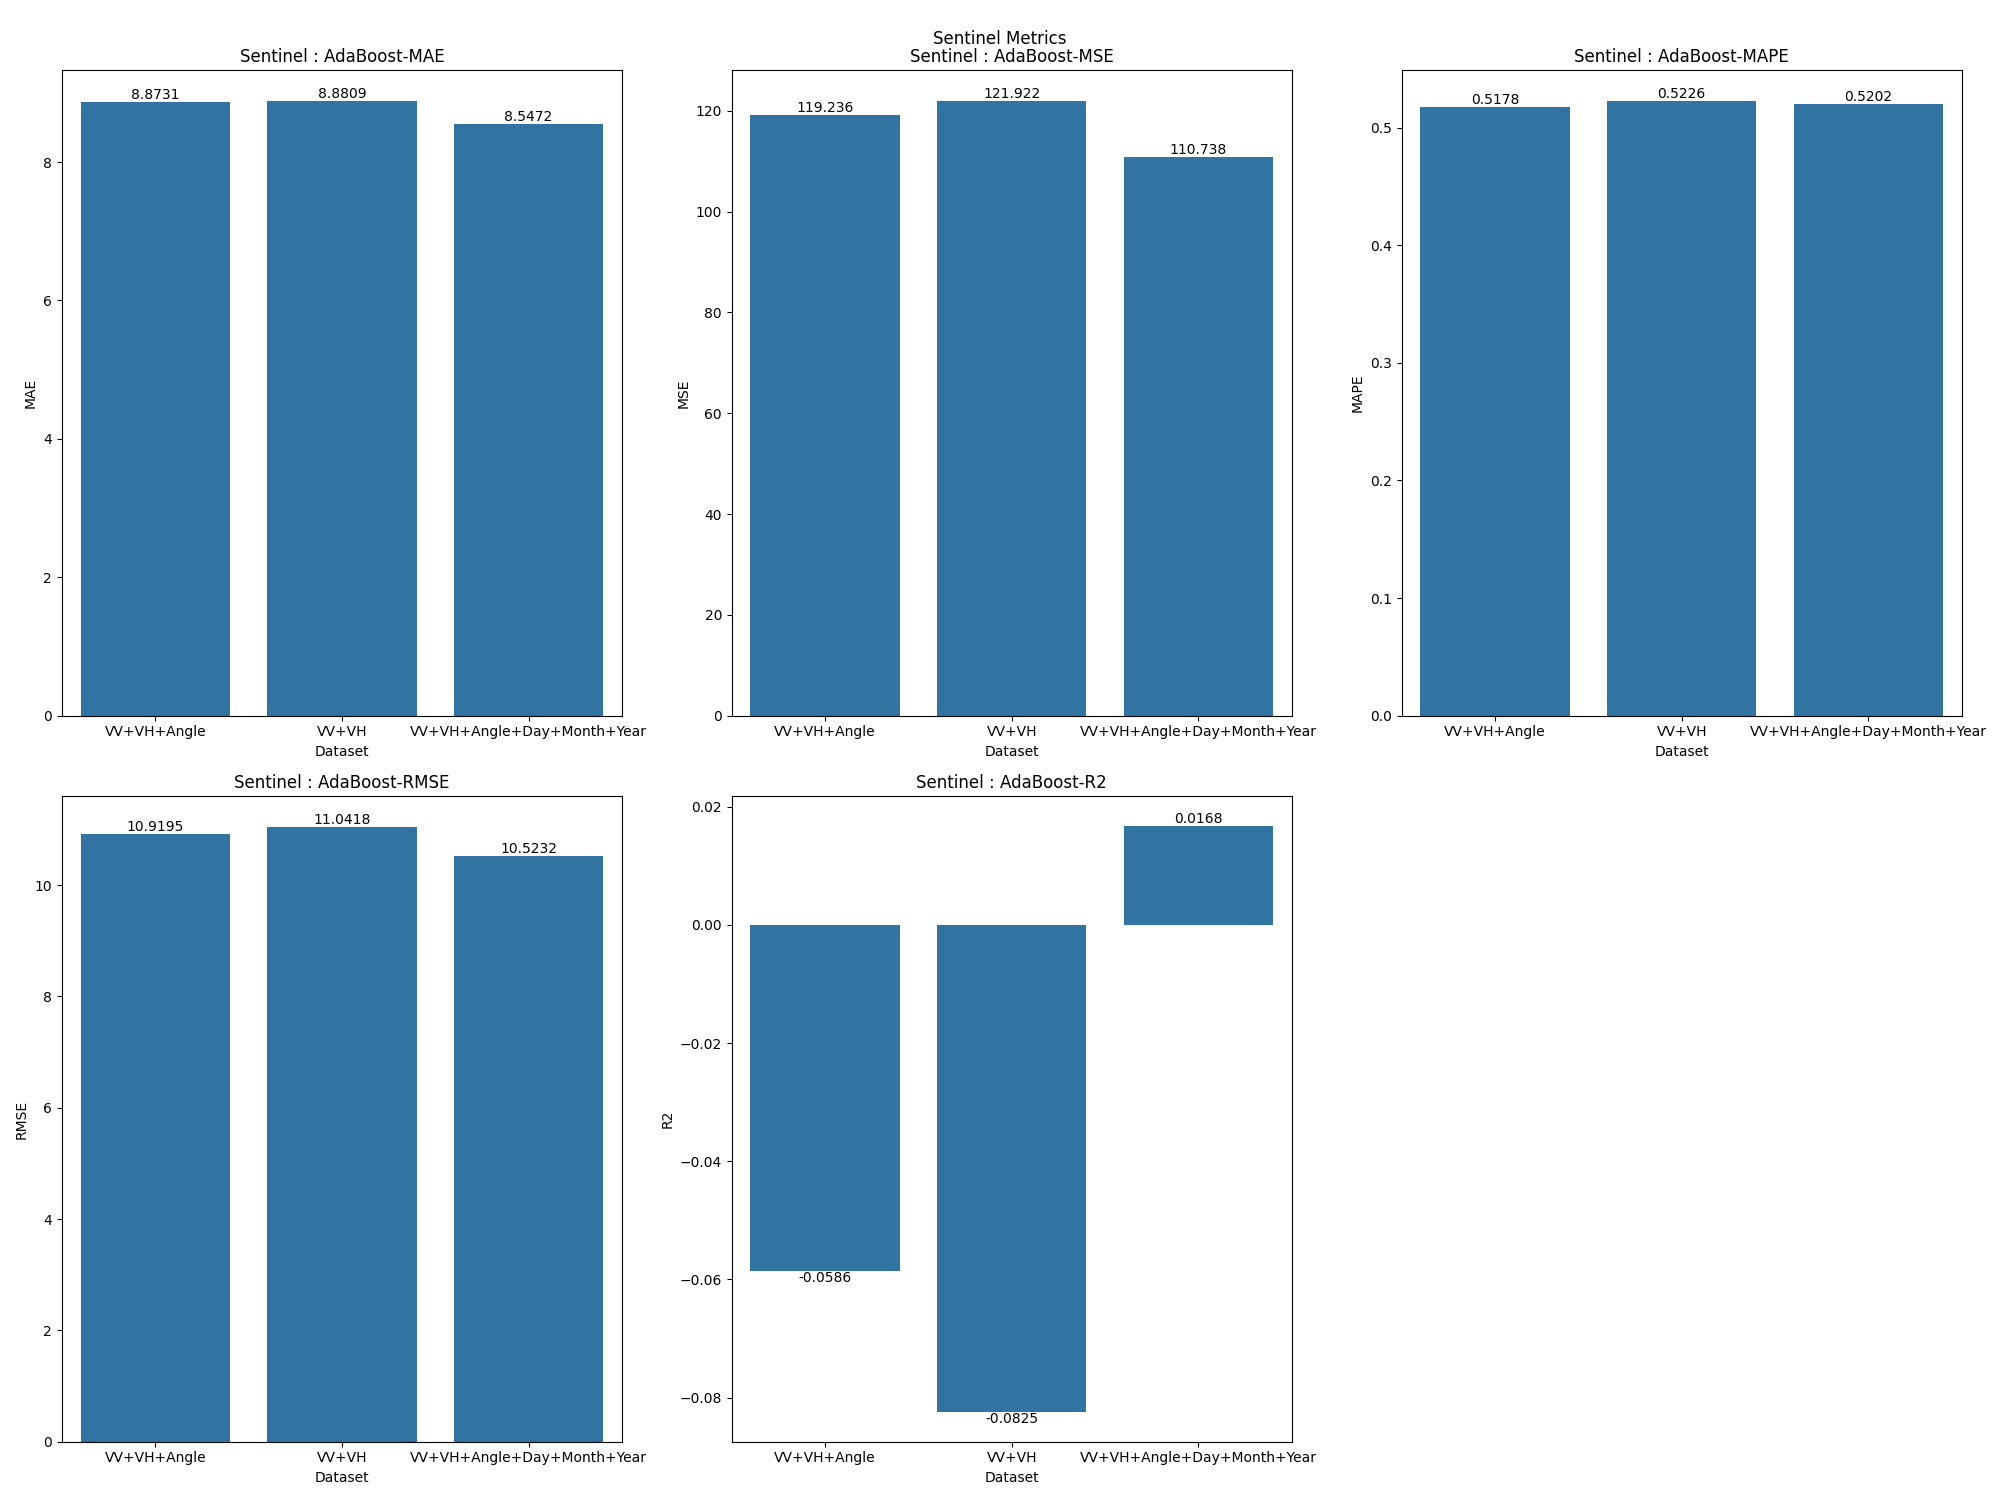 Sentinel Metrics
Sentinel : AdaBoost-MAE
8.8731
8.8809
8.5472
8
6
4
2
0
MAE
VV+VH+Angle
VV+VH
VV+VH+Angle+Day+Month+Year
Dataset
Sentinel : AdaBoost-MSE
119.236
121.922
110.738
120
100
80
60
40
20
0
MSE
VV+VH+Angle
VV+VH
VV+VH+Angle+Day+Month+Year
Dataset
Sentinel : AdaBoost-MAPE
0.5178
0.5226
0.5202
0.5
0.4
0.3
0.2
0.1
0.0
MAPE
VV+VH+Angle
VV+VH
VV+VH+Angle+Day+Month+Year
Dataset
Sentinel : AdaBoost-RMSE
10.9195
11.0418
10.5232
10
8
6
4
2
0
RMSE
VV+VH+Angle
VV+VH
VV+VH+Angle+Day+Month+Year
Dataset
Sentinel : AdaBoost-R2
0.0168
0.02
0.00
−0.02
−0.04
−0.06
−0.08
R2
-0.0586
-0.0825
VV+VH+Angle
VV+VH
VV+VH+Angle+Day+Month+Year
Dataset